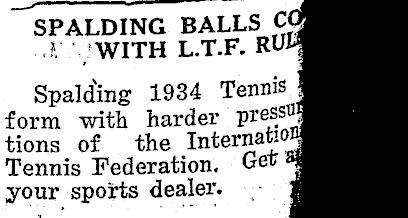 SPALDING BALLS CO
WITH L.T.F. RUL
Spalding 1934 Tennis
form with harder pressu
tions of the Internation
Tennis Federation. Get a
your sports dealer.